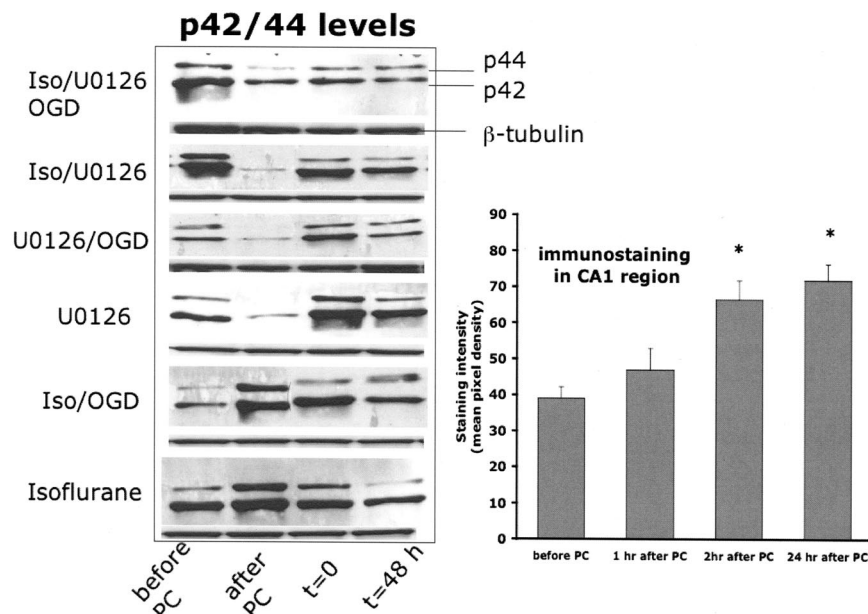 p42/44 levels
p44
p42
β-tubulin
Iso/U0126
OGD
Iso/U0126
U0126/OGD
U0126
Iso/OGD
Isoflurane
before
PC
after
PC
t=0
t=48 h
immunostaining
in CA1 region
Staining intensity
(mean pixel density)
90
80
70
60
50
40
30
20
10
0
*
*
before PC
1 hr after PC
2hr after PC
24 hr after PC